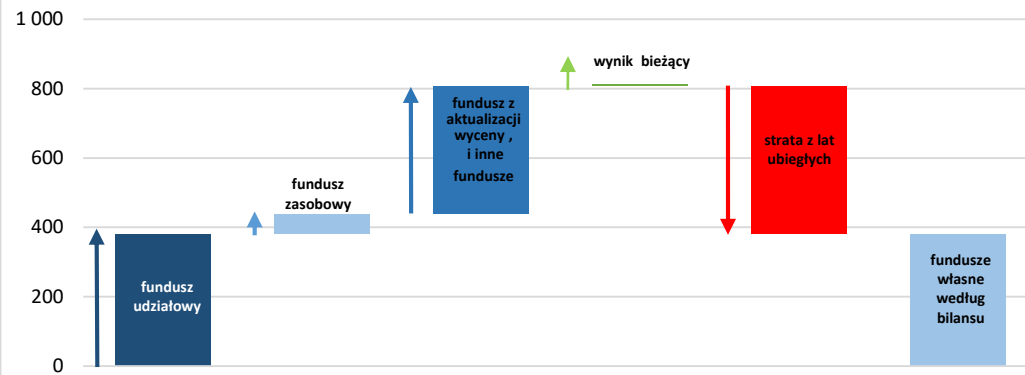 1 000
800
600
400
200
0
fundusz
udziałowy
fundusz
zasobowy
fundusz z
aktualizacji
wyceny ,
i inne
fundusze
wynik bieżący
strata z lat
ubiegłych
fundusze
własne
według
bilansu